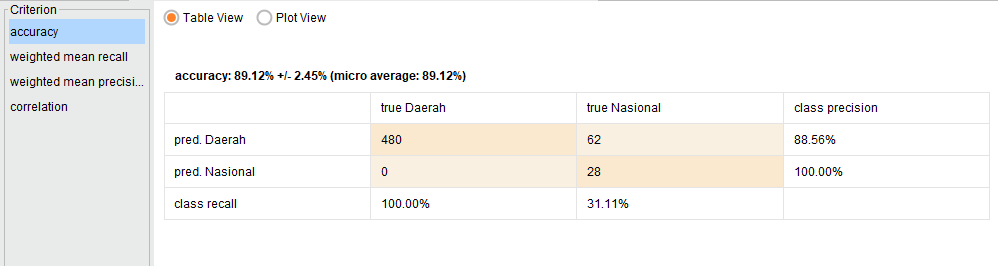 Criterion
accuracy
weighted mean recall
weighted mean precisi...
correlation
Table View Plot View
accuracy: 89.12% +/- 2.45% (micro average: 89.12%)
true Daerah true Nasional class precision
pred. Daerah 480 62 88.56%
pred. Nasional 0 28 100.00%
class recall 100.00% 31.11%